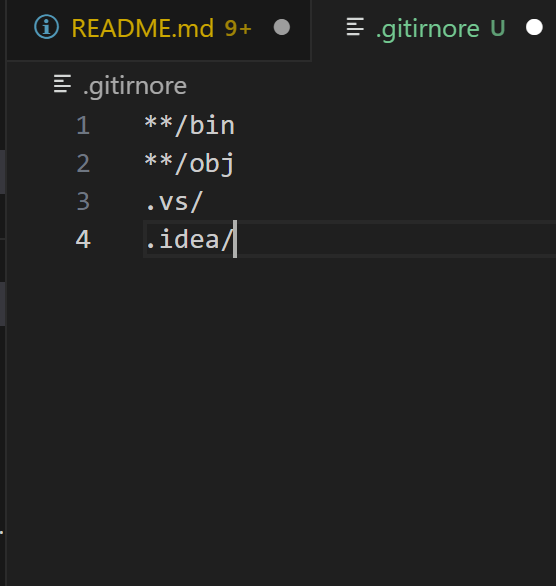 README.md 9+ .gitirnore U
.gitirnore
1 **/bin
2 **/obj
3 .vs/
4 .idea/